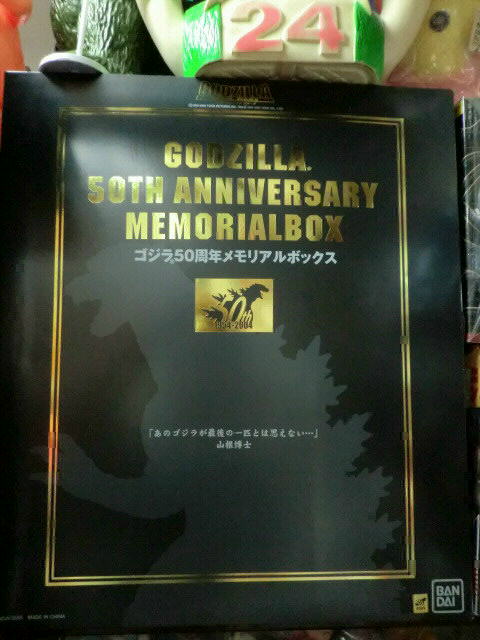 24
GODZILLA
GODZILLA.
50TH ANNIVERSARY
MEMORIALBOX
ゴジラ50周年メモリアルボックス
50th
1954-2004
「あのゴジラが最後の一匹とは思えない…」
山根博士
BAN
DAI
MADE IN CHINA